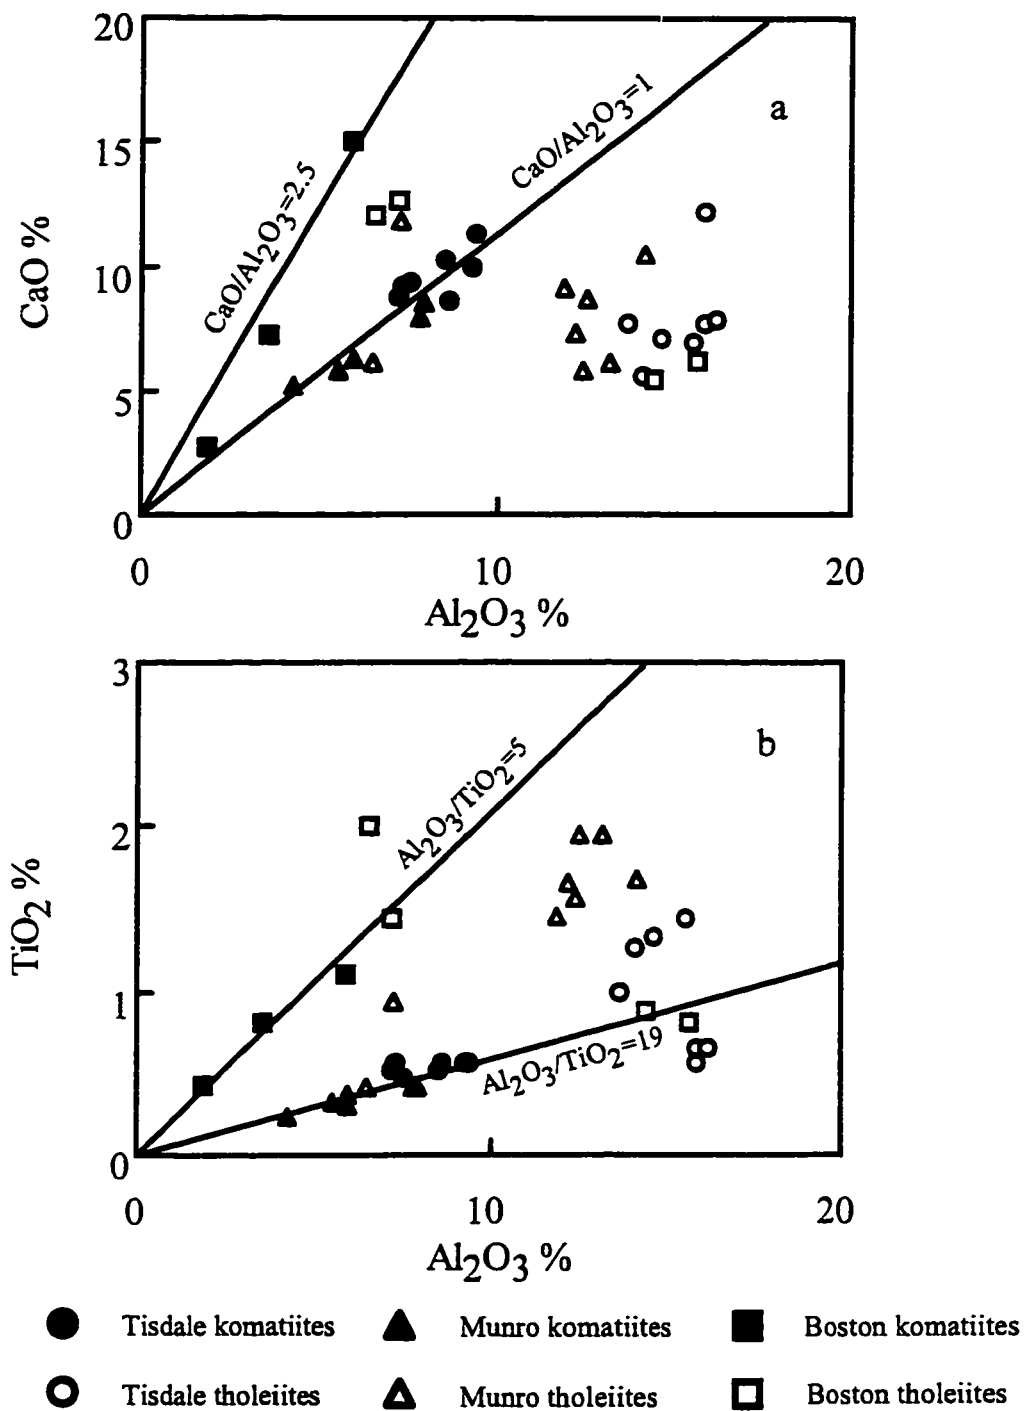 20
CaO/Al₂O₃=1
a
15
CaO/Al₂O₃=2.5
CaO %
10
5
0
0 10 20
Al₂O₃ %
3
b
Al₂O₃/TiO₂=5
2
TiO₂ %
1
Al₂O₃/TiO₂=19
0
0 10 20
Al₂O₃ %
Tisdale komatiites Munro komatiites Boston komatiites
Tisdale tholeiites Munro tholeiites Boston tholeiites